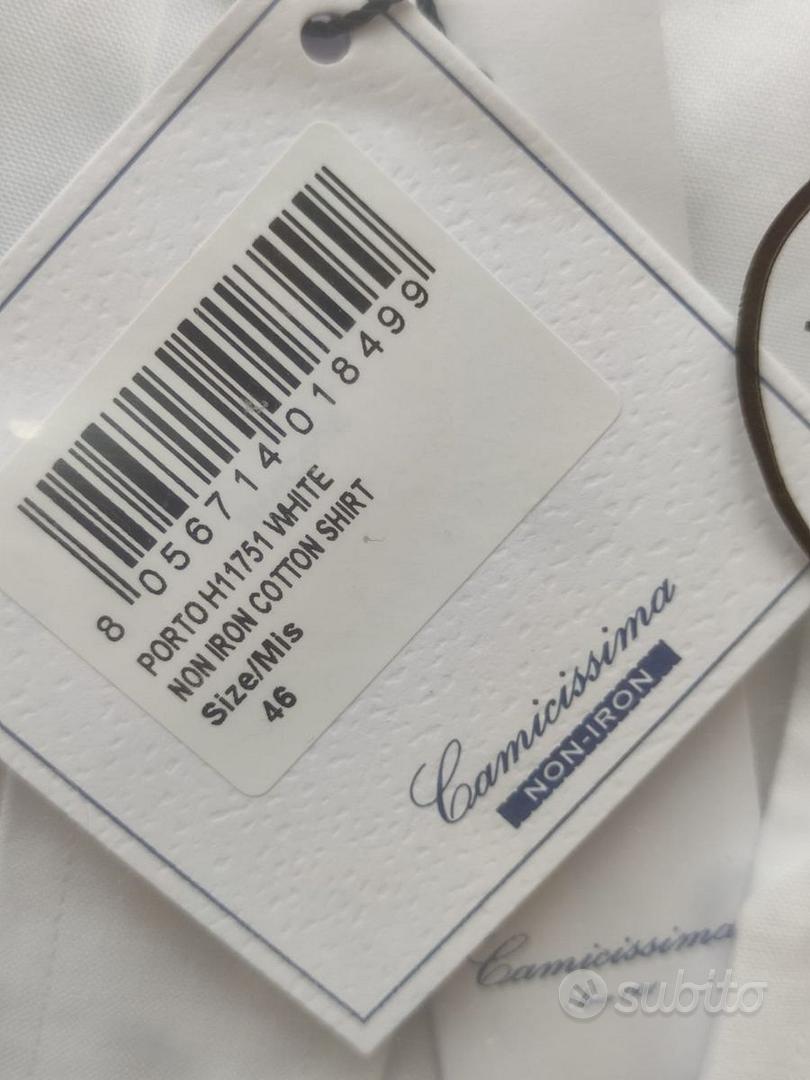 8 056714 018499
PORTO H11751 WHITE
NON IRON COTTON SHIRT
Size/Mis
46
Camicissima
NON-IRON
Camicissima
subito